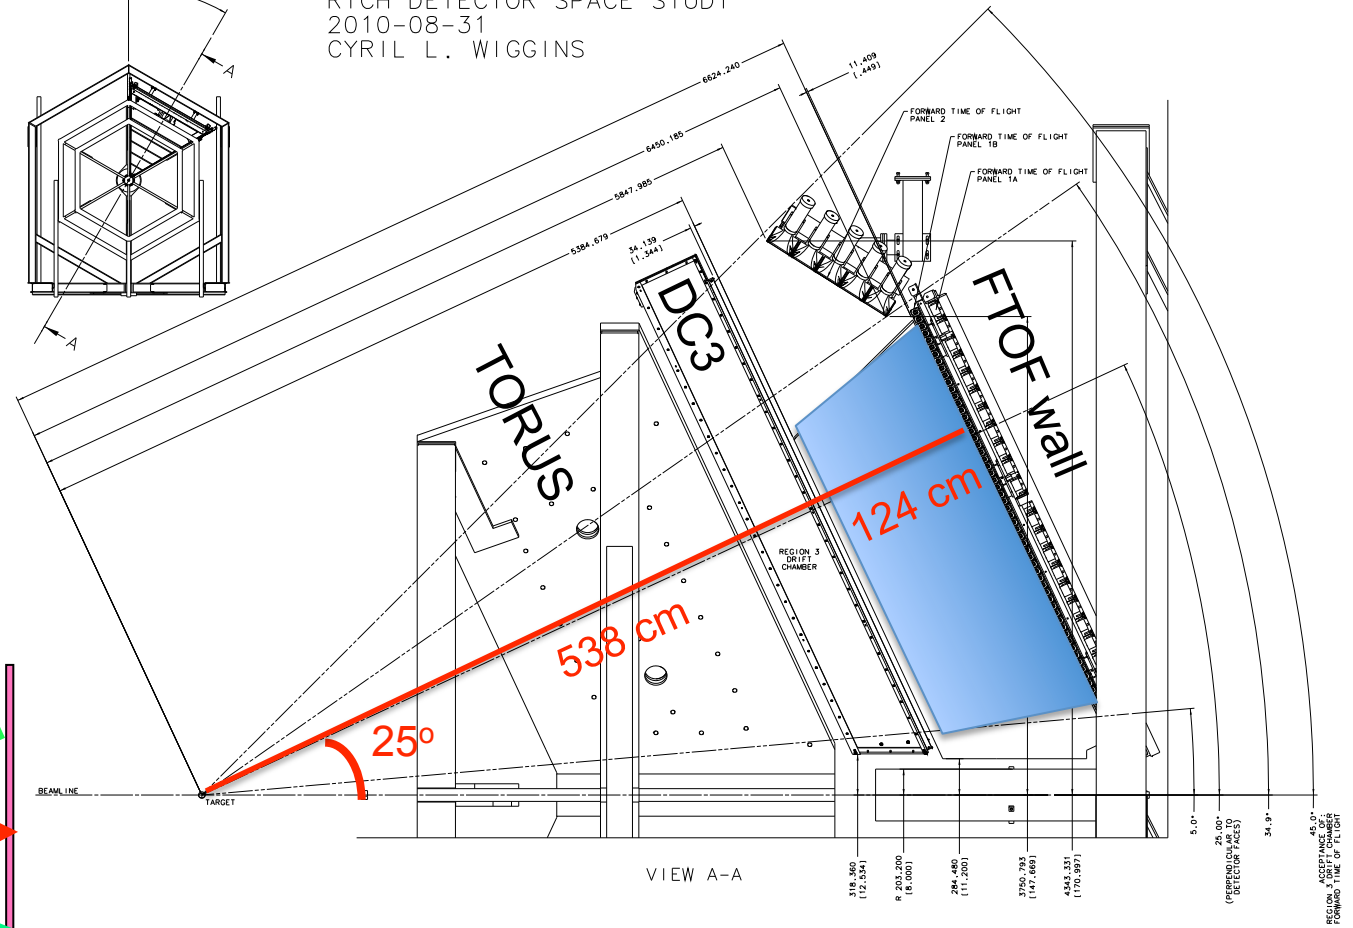 RICH DETECTOR SPACE STUDY
2010-08-31
CYRIL L. WIGGINS
A
A
6624.240
11.409
[.449]
6450.185
5847.985
5384.679
34.139
[1.344]
FORWARD TIME OF FLIGHT
PANEL 2
FORWARD TIME OF FLIGHT
PANEL 1B
FORWARD TIME OF FLIGHT
PANEL 1A
TORUS
DC3
FTOF wall
REGION 3
DRIFT
CHAMBER
124 cm
538 cm
25º
BEAMLINE
TARGET
VIEW A-A
318.360
[12.534]
R 203.200
[8.000]
284.480
[11.200]
3750.793
[147.669]
4343.331
[170.997]
5.0°
25.00°
(PERPENDICULAR TO
DETECTOR FACES)
34.9°
45.0°
ACCEPTANCE OF:
REGION 3 DRIFT CHAMBER
FORWARD TIME OF FLIGHT